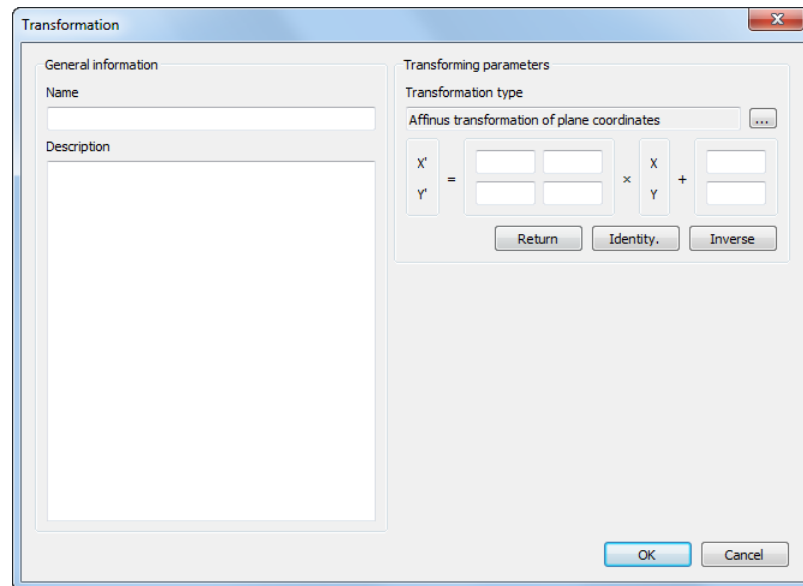 Transformation
General information
Name
Description
Transforming parameters
Transformation type
Affinus transformation of plane coordinates ...
X' = × X +
Y' Y
Return Identity. Inverse
OK Cancel